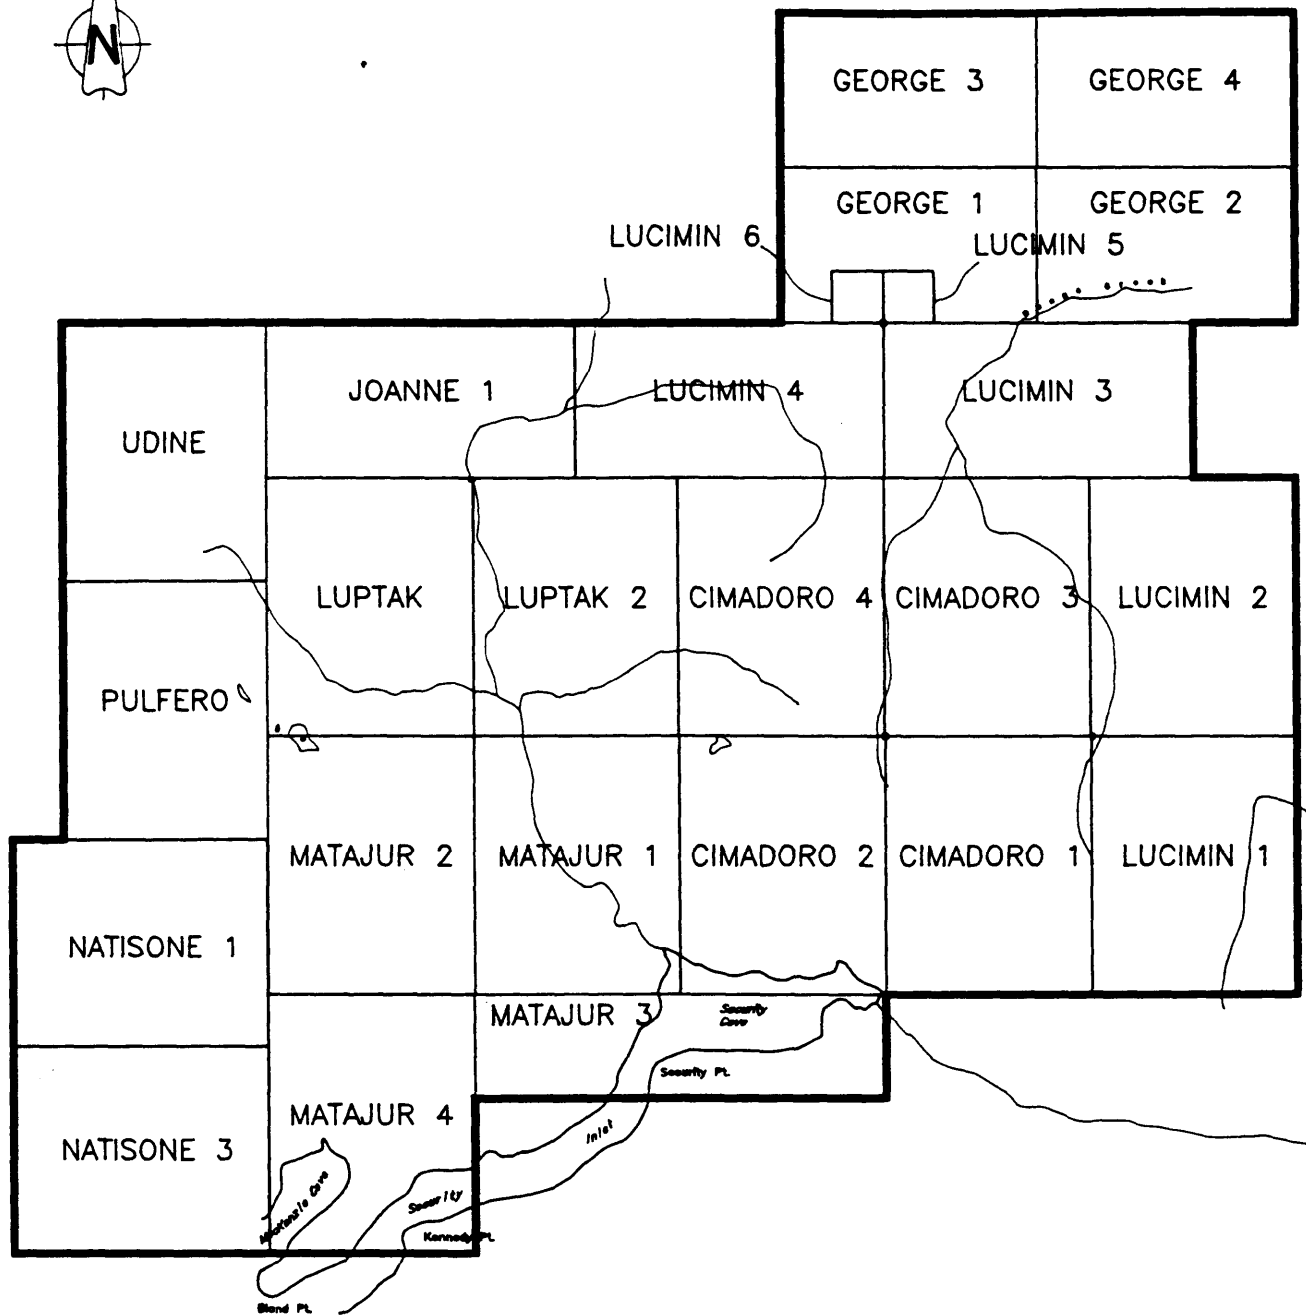 N
GEORGE 3
GEORGE 4
GEORGE 1
GEORGE 2
LUCIMIN 6
LUCIMIN 5
JOANNE 1
LUCIMIN 4
LUCIMIN 3
UDINE
LUPTAK
LUPTAK 2
CIMADORO 4
CIMADORO 3
LUCIMIN 2
PULFERO
MATAJUR 2
MATAJUR 1
CIMADORO 2
CIMADORO 1
LUCIMIN 1
NATISONE 1
MATAJUR 3
Security
Cove
Security Pt.
MATAJUR 4
Inlet
NATISONE 3
Security
Cove
Kennedy Pt.
Pt.